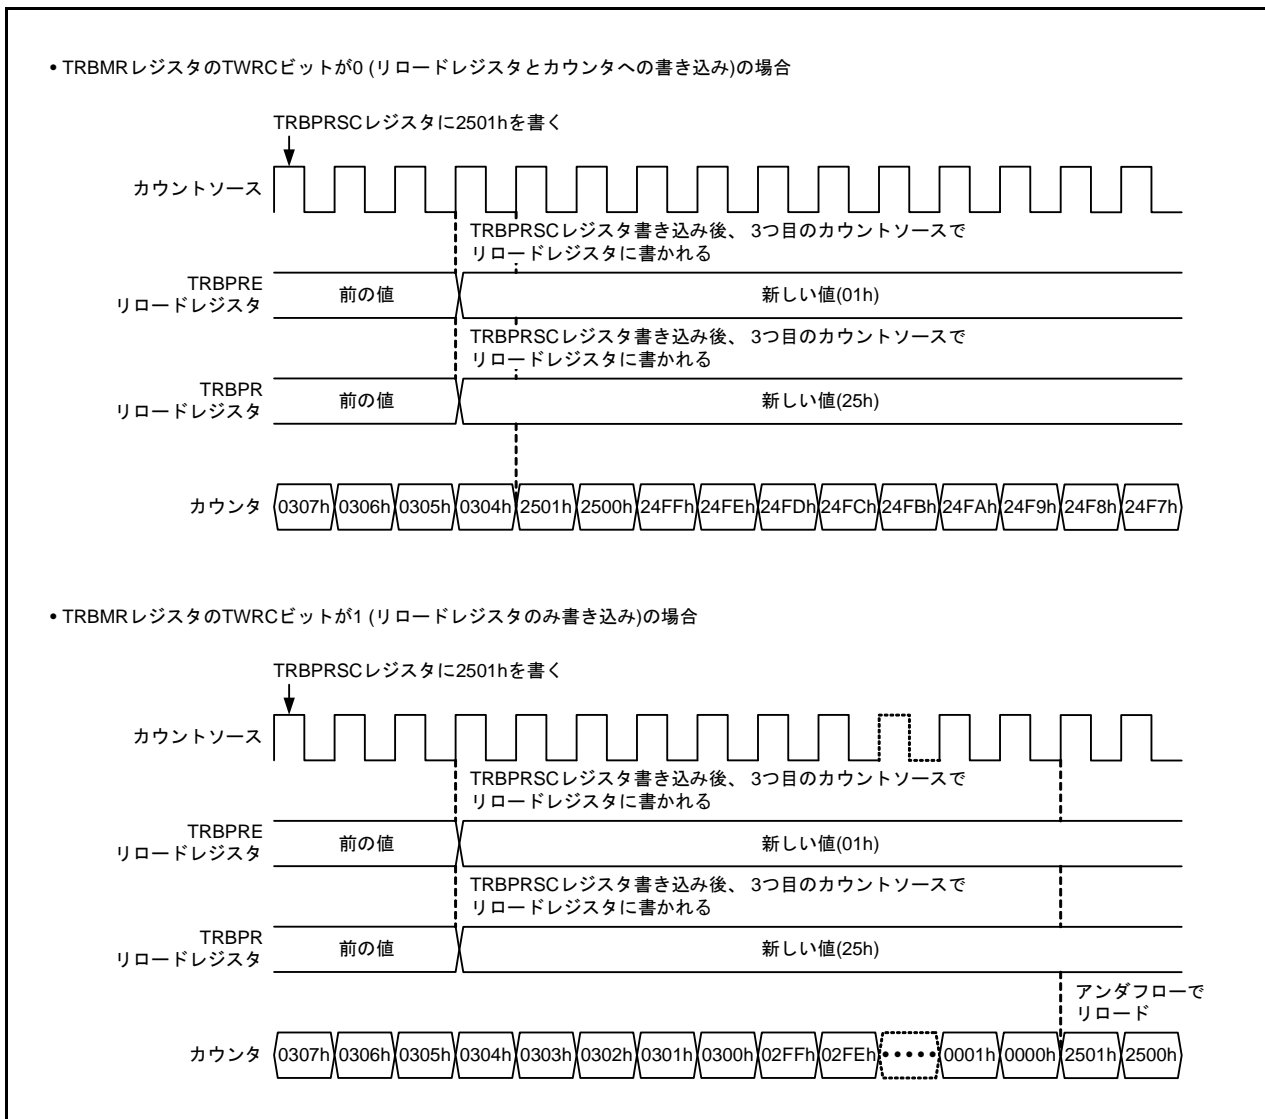 • TRBMRレジスタのTWRCビットが0 (リロードレジスタとカウンタへの書き込み)の場合
TRBPRSCレジスタに2501hを書く
カウントソース
TRBPRSCレジスタ書き込み後、 3つ目のカウントソースで
リロードレジスタに書かれる
TRBPRE
リロードレジスタ
前の値 新しい値(01h)
TRBPRSCレジスタ書き込み後、 3つ目のカウントソースで
リロードレジスタに書かれる
TRBPR
リロードレジスタ
前の値 新しい値(25h)
カウンタ 0307h 0306h 0305h 0304h 2501h 2500h 24FFh 24FEh 24FDh 24FCh 24FBh 24FAh 24F9h 24F8h 24F7h
• TRBMRレジスタのTWRCビットが1 (リロードレジスタのみ書き込み)の場合
TRBPRSCレジスタに2501hを書く
カウントソース
TRBPRSCレジスタ書き込み後、 3つ目のカウントソースで
リロードレジスタに書かれる
TRBPRE
リロードレジスタ
前の値 新しい値(01h)
TRBPRSCレジスタ書き込み後、 3つ目のカウントソースで
リロードレジスタに書かれる
TRBPR
リロードレジスタ
前の値 新しい値(25h)
アンダフローで
リロード
カウンタ 0307h 0306h 0305h 0304h 0303h 0302h 0301h 0300h 02FFh 02FEh ••••• 0001h 0000h 2501h 2500h